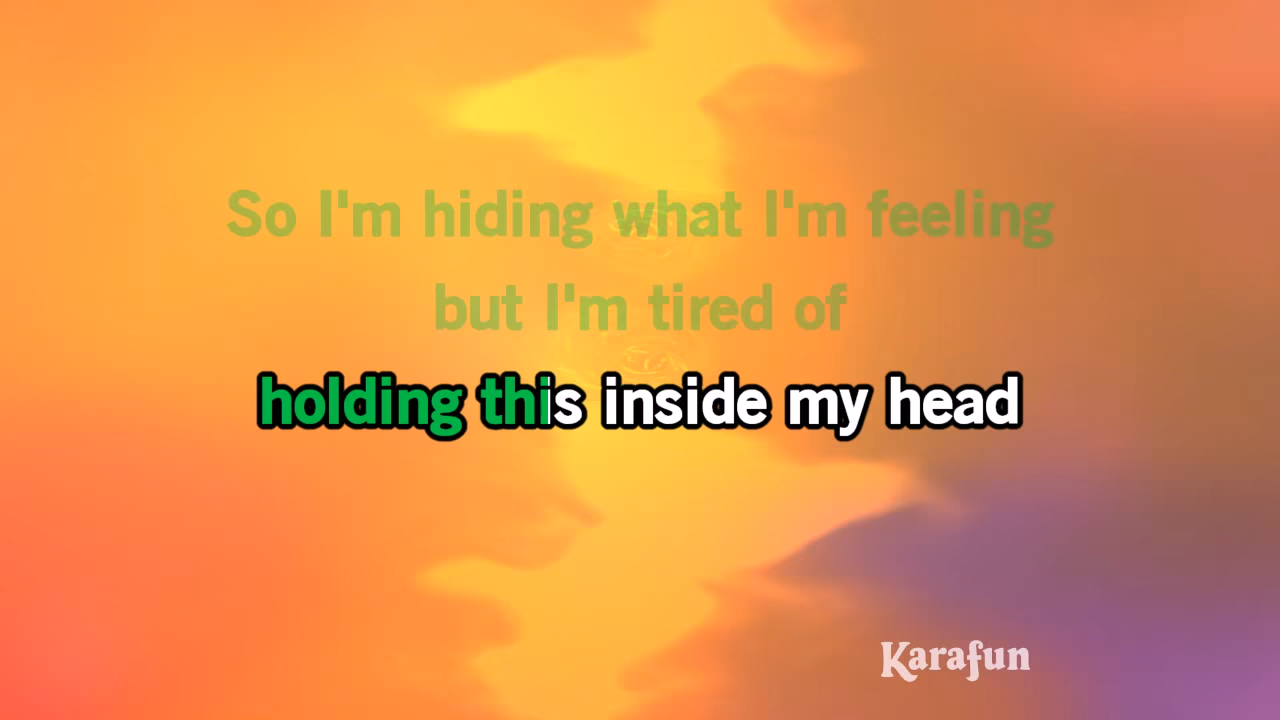 So I'm hiding what I'm feeling
but I'm tired of
holding this inside my head
Karafun